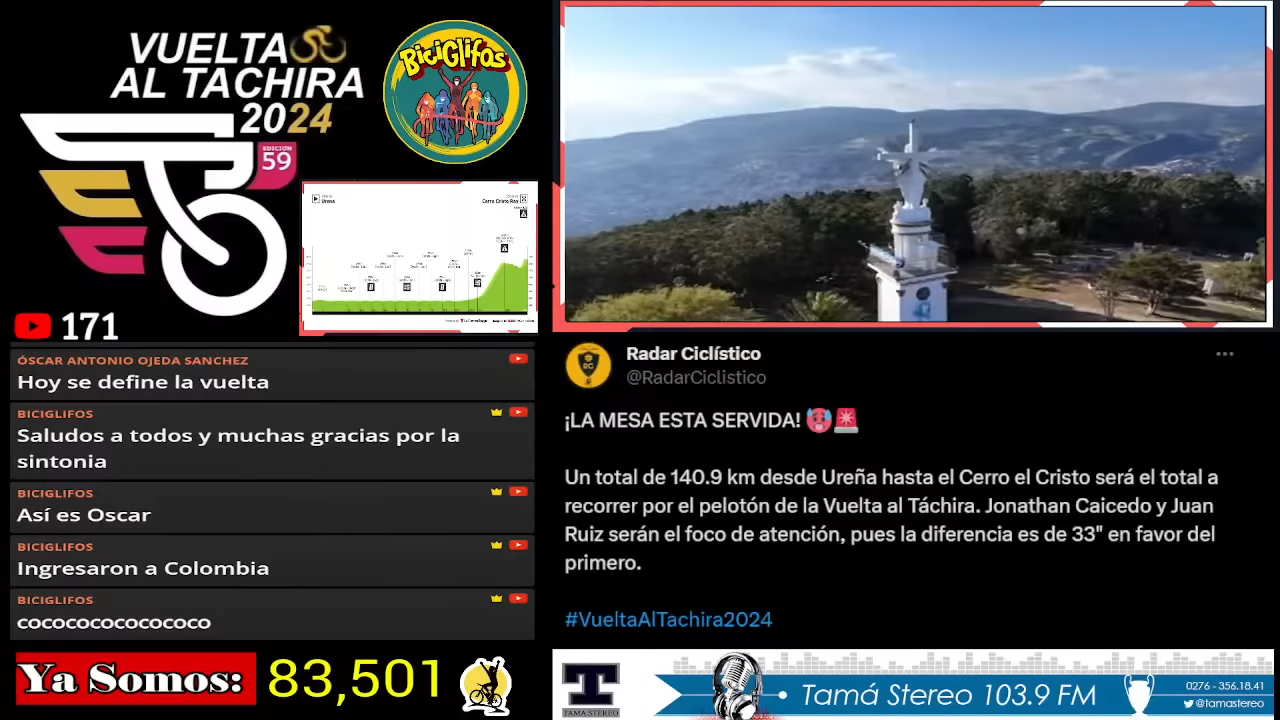 VUELTA
AL TACHIRA
2024
EDICION
59
BiciGlifos
Urena
Cerro Cristo Rey
171
ÓSCAR ANTONIO OJEDA SANCHEZ
Hoy se define la vuelta
BICIGLIFOS
Saludos a todos y muchas gracias por la
sintonia
BICIGLIFOS
Así es Oscar
BICIGLIFOS
Ingresaron a Colombia
BICIGLIFOS
cocococococococo
Ya Somos: 83,501
Radar Ciclístico
@RadarCiclistico
¡LA MESA ESTA SERVIDA! 🥵🚨
Un total de 140.9 km desde Ureña hasta el Cerro el Cristo será el total a
recorrer por el pelotón de la Vuelta al Táchira. Jonathan Caicedo y Juan
Ruiz serán el foco de atención, pues la diferencia es de 33" en favor del
primero.
#VueltaAlTachira2024
T
TAMA STEREO
Tamá Stereo 103.9 FM
0276 - 356.18.41
@tamastereo